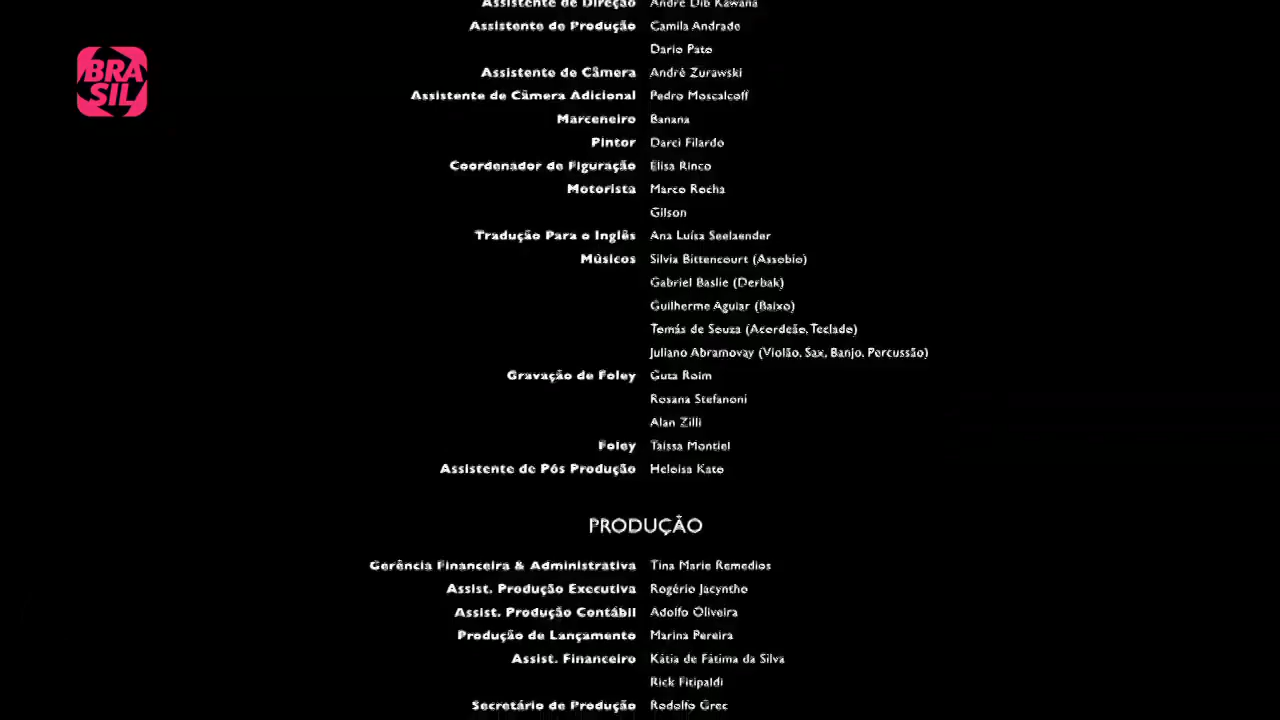 Assistente de Direção André Dib Kawana
Assistente de Produção Camila Andrade
Dario Pato
BRA
SIL
Assistente de Câmera André Zurawski
Assistente de Câmera Adicional Pedro Moscalcoff
Marceneiro Banana
Pintor Darci Filardo
Coordenador de Figuração Elisa Rinco
Motorista Marco Rocha
Gilson
Tradução Para o Inglês Ana Luísa Seelaender
Músicos Silvia Bittencourt (Assobio)
Gabriel Baslie (Derbak)
Guilherme Aguiar (Baixo)
Tomás de Souza (Acordeão, Teclado)
Juliano Abramovay (Violão, Sax, Banjo, Percussão)
Gravação de Foley Guta Roim
Rosana Stefanoni
Alan Zilli
Foley Taissa Montiel
Assistente de Pós Produção Heloisa Kato
PRODUÇÃO
Gerência Financeira & Administrativa Tina Marie Remedios
Assist. Produção Executiva Rogério Jacyntho
Assist. Produção Contábil Adolfo Oliveira
Produção de Lançamento Marina Pereira
Assist. Financeiro Kátia de Fátima da Silva
Rick Fitipaldi
Secretário de Produção Rodolfo Grec